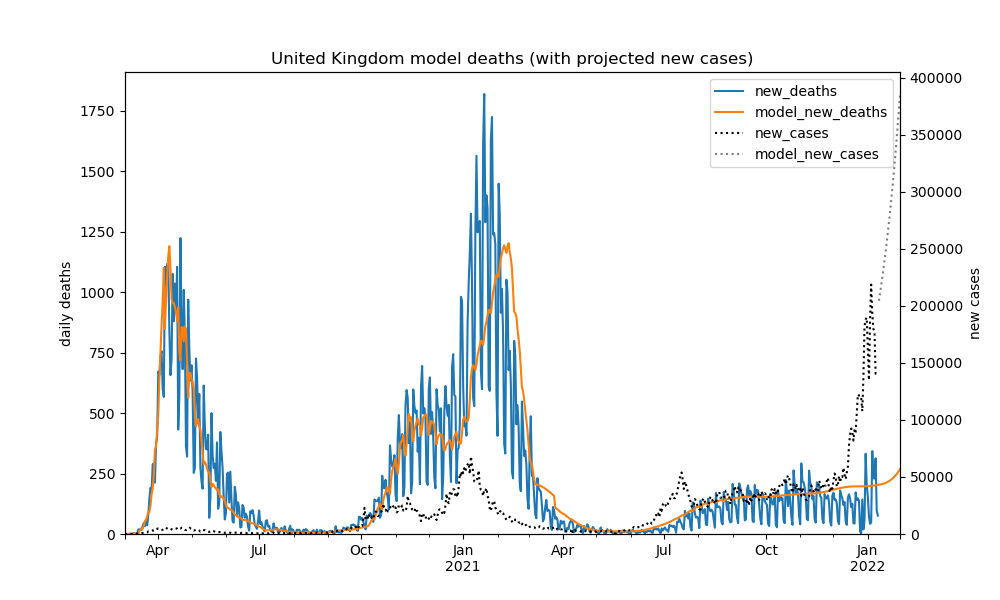 United Kingdom model deaths (with projected new cases)
new_deaths
model_new_deaths
new_cases
model_new_cases
daily deaths
1750
1500
1250
1000
750
500
250
0
new cases
400000
350000
300000
250000
200000
150000
100000
50000
0
Apr Jul Oct Jan Apr Jul Oct Jan
2021 2022